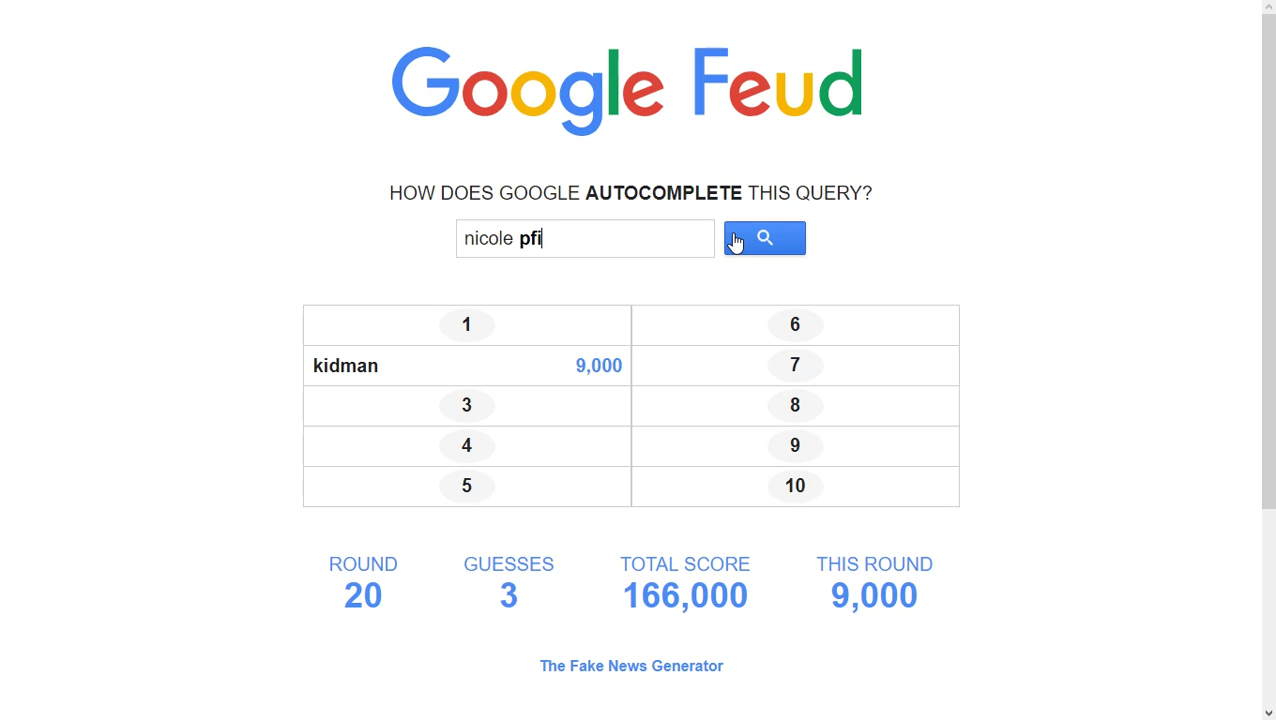 Google Feud
HOW DOES GOOGLE AUTOCOMPLETE THIS QUERY?
nicole pfi
1
6
kidman 9,000
7
3
8
4
9
5
10
ROUND GUESSES TOTAL SCORE THIS ROUND
20 3 166,000 9,000
The Fake News Generator